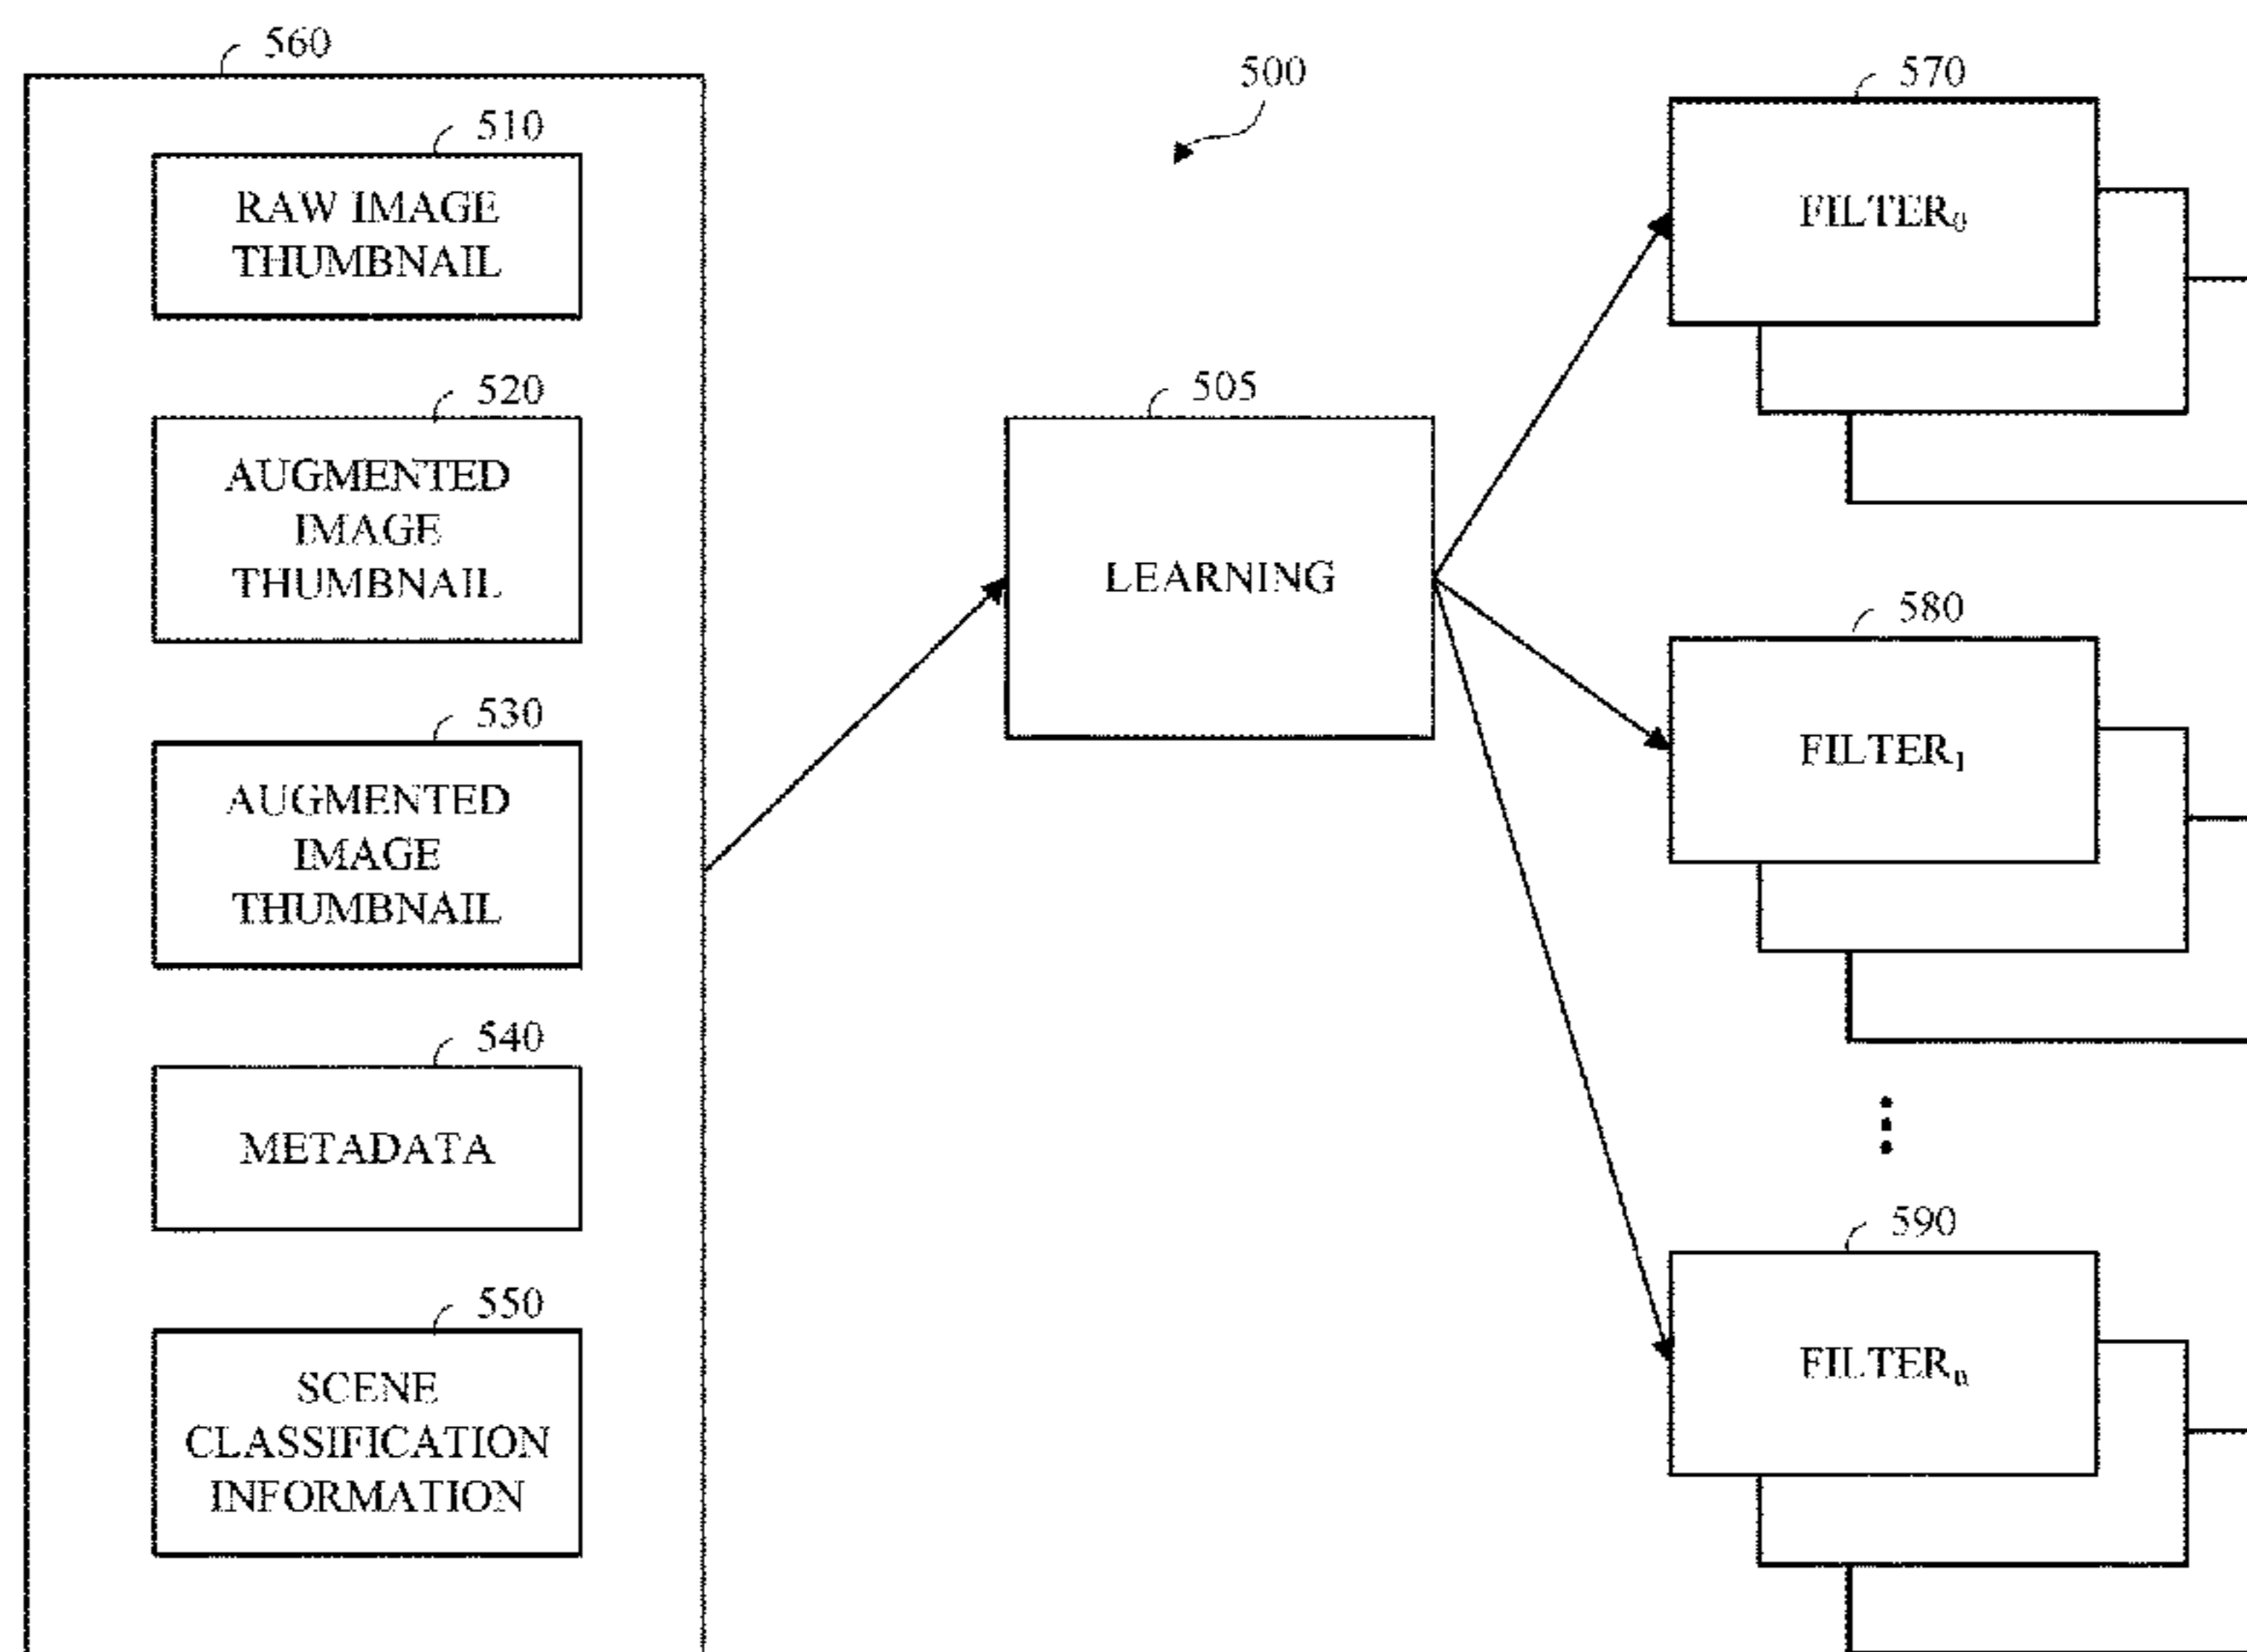 560
510
RAW IMAGE
THUMBNAIL
520
AUGMENTED
IMAGE
THUMBNAIL
530
AUGMENTED
IMAGE
THUMBNAIL
540
METADATA
550
SCENE
CLASSIFICATION
INFORMATION
500
505
LEARNING
570
FILTER₀
580
FILTER₁
590
FILTERₙ